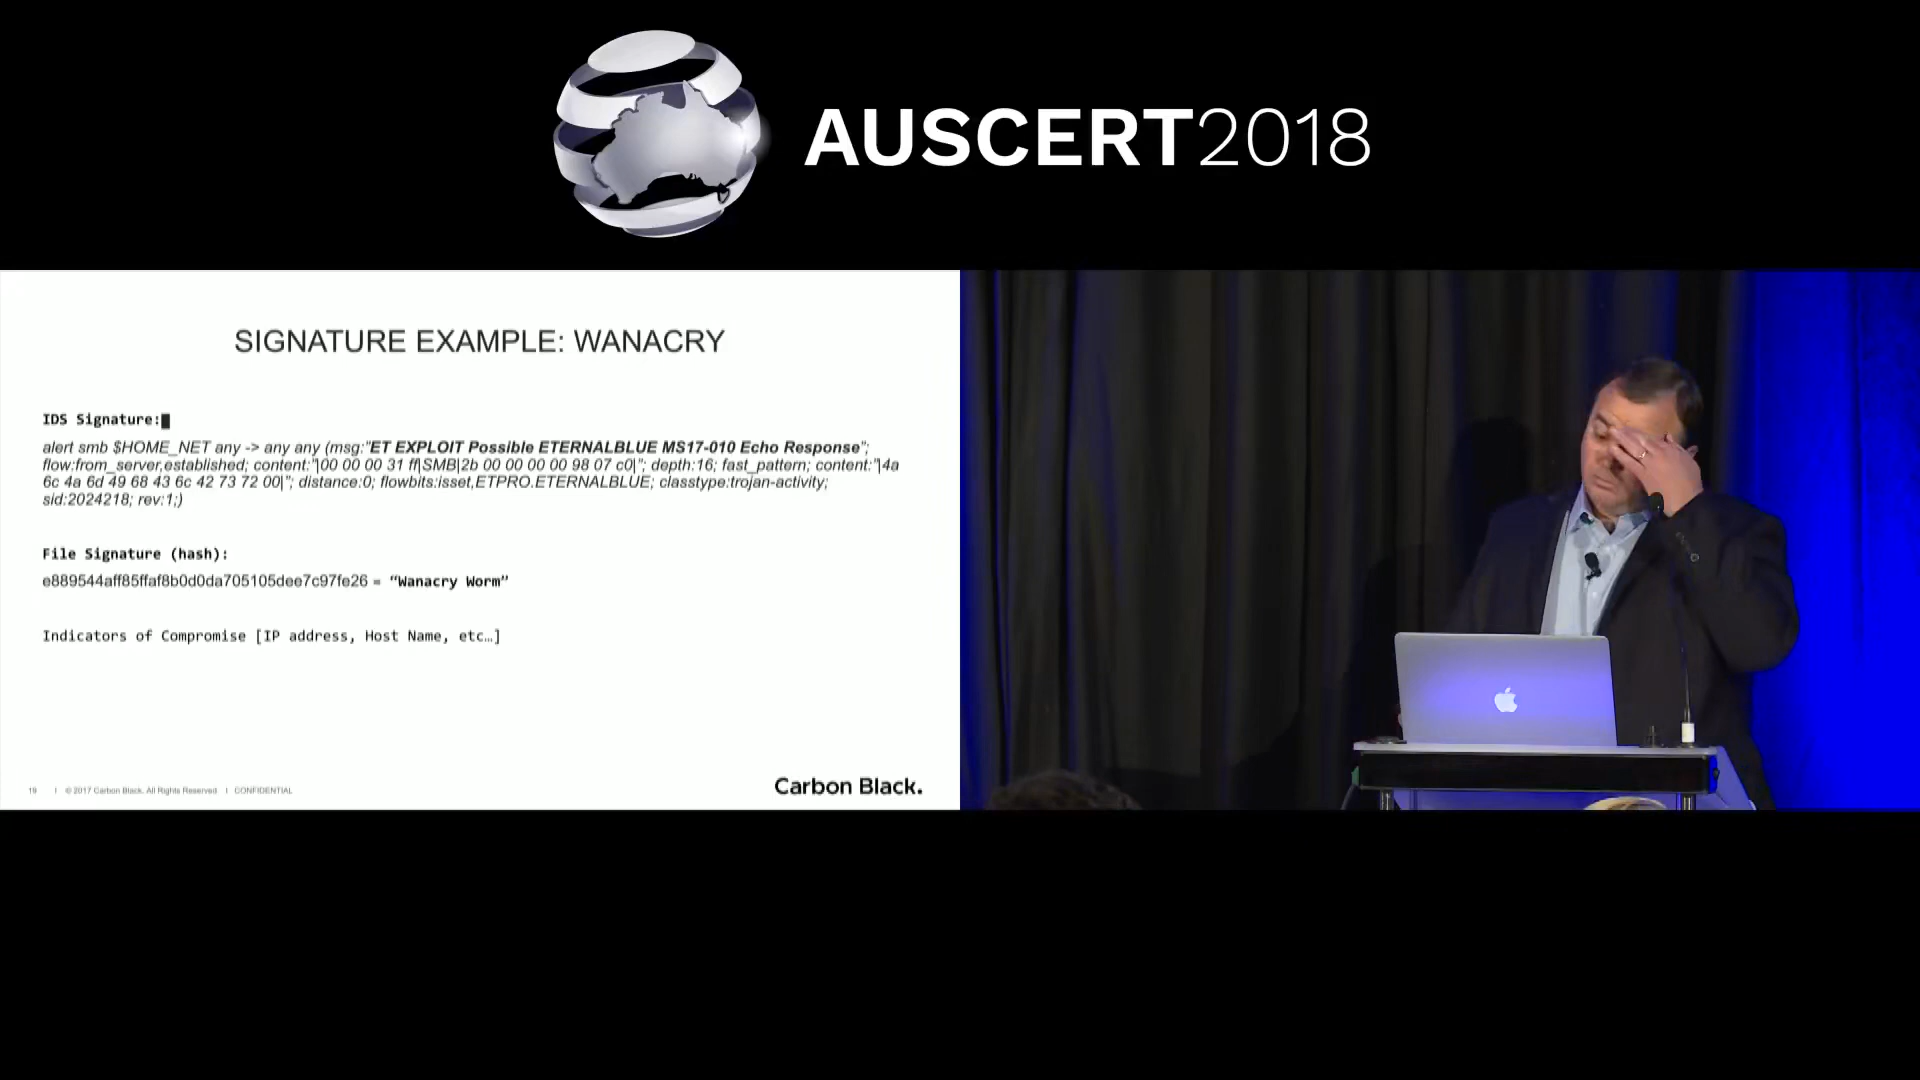 AUSCERT2018
SIGNATURE EXAMPLE: WANACRY
IDS Signature:
alert smb $HOME_NET any -> any any (msg:"ET EXPLOIT Possible ETERNALBLUE MS17-010 Echo Response";
flow:from_server,established; content:"|00 00 00 31 ff|SMB|2b 00 00 00 00 98 07 c0|"; depth:16; fast_pattern; content:"|4a
6c 4a 6d 49 68 43 6c 42 73 72 00|"; distance:0; flowbits:isset,ETPRO.ETERNALBLUE; classtype:trojan-activity;
sid:2024218; rev:1;)
File Signature (hash):
e889544aff85ffaf8b0d0da705105dee7c97fe26 = “Wanacry Worm”
Indicators of Compromise [IP address, Host Name, etc…]
19 | © 2017 Carbon Black. All Rights Reserved | CONFIDENTIAL
Carbon Black.